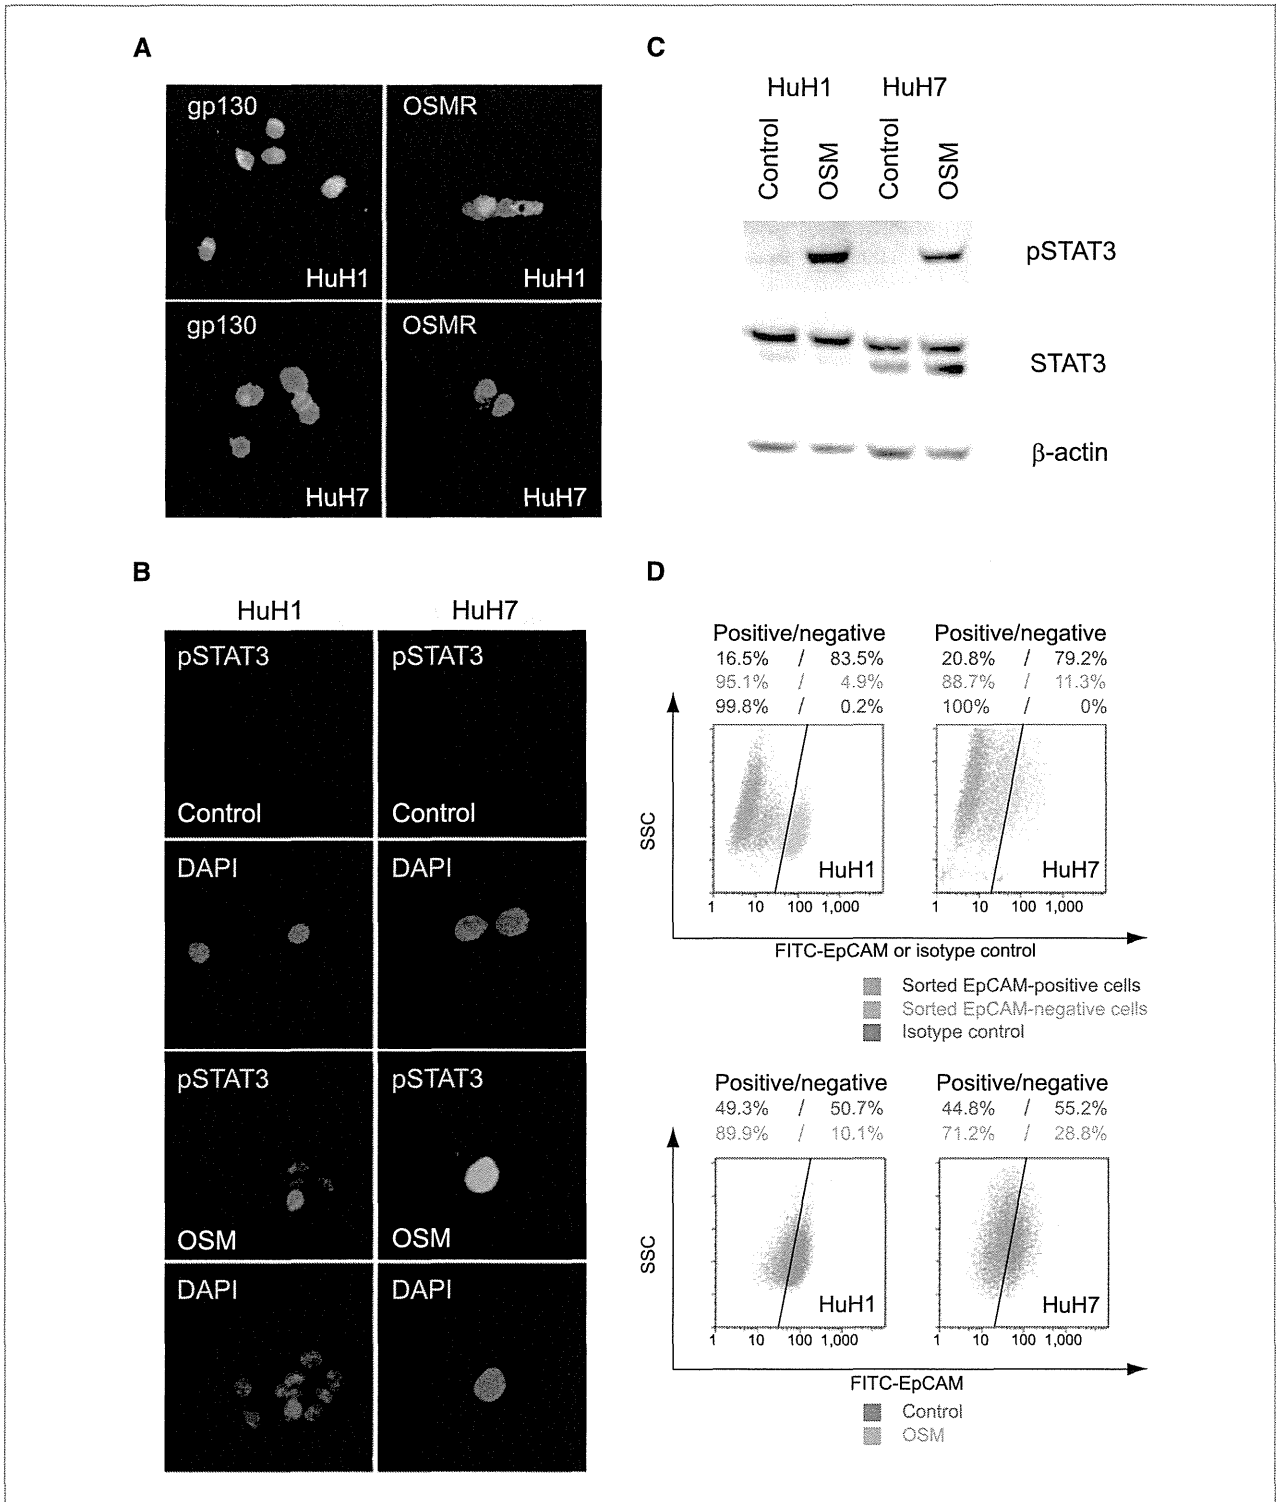 A
gp130
OSMR
HuH1
HuH1
gp130
OSMR
HuH7
HuH7
B
HuH1 HuH7
pSTAT3 pSTAT3
Control Control
DAPI DAPI
pSTAT3 pSTAT3
OSM OSM
DAPI DAPI
C
HuH1 HuH7
Control
OSM
Control
OSM
pSTAT3
STAT3
β-actin
D
Positive/negative
16.5% / 83.5%
95.1% / 4.9%
99.8% / 0.2%
SSC
HuH1
1 10 100 1,000
Positive/negative
20.8% / 79.2%
88.7% / 11.3%
100% / 0%
HuH7
1 10 100 1,000
FITC-EpCAM or isotype control
Sorted EpCAM-positive cells
Sorted EpCAM-negative cells
Isotype control
Positive/negative
49.3% / 50.7%
89.9% / 10.1%
SSC
HuH1
1 10 100 1,000
Positive/negative
44.8% / 55.2%
71.2% / 28.8%
HuH7
1 10 100 1,000
FITC-EpCAM
Control
OSM